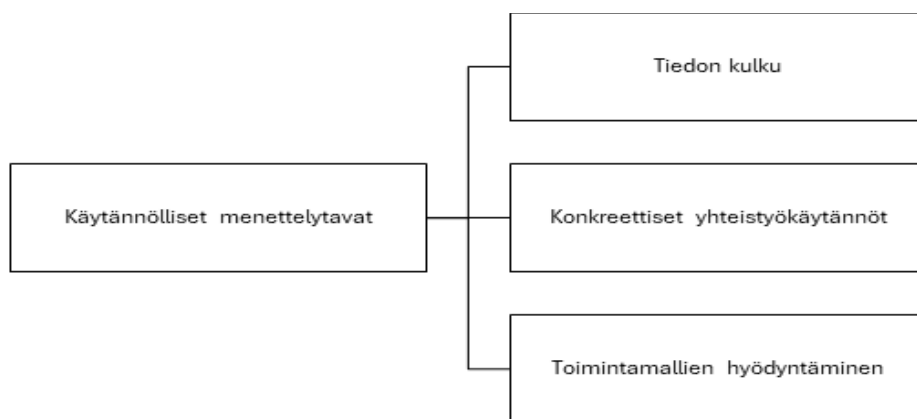 Tiedon kulku
Käytännölliset menettelytavat
Konkreettiset yhteistyökäytännöt
Toimintamallien hyödyntäminen